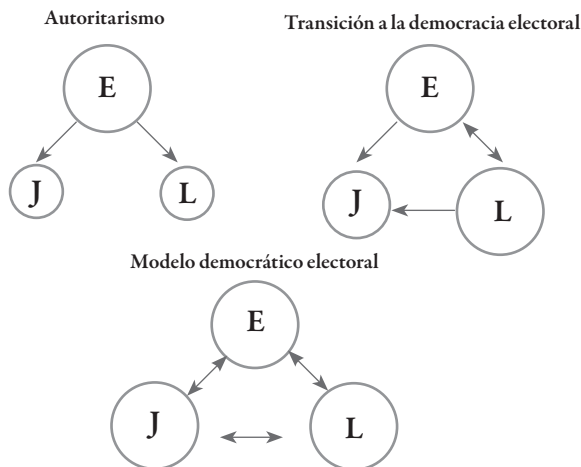 Autoritarismo
Transición a la democracia electoral
E
E
J
L
J
L
Modelo democrático electoral
E
J
L